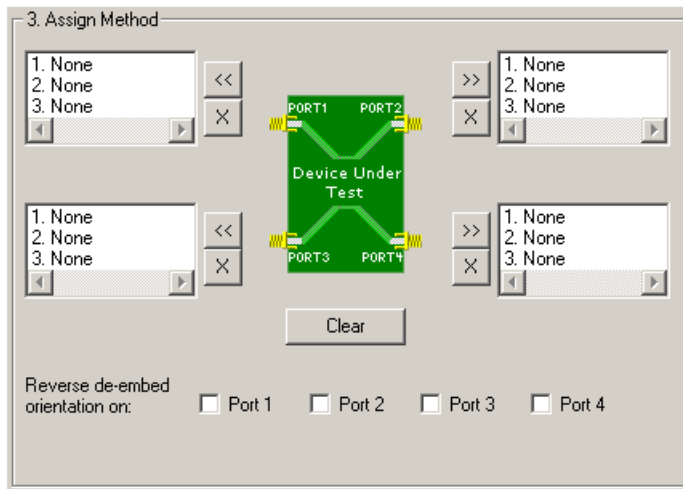 3. Assign Method
1. None
2. None
3. None
<<
X
1. None
2. None
3. None
>>
X
PORT1 PORT2
Device Under
Test
PORT3 PORT4
1. None
2. None
3. None
<<
X
1. None
2. None
3. None
>>
X
Clear
Reverse de-embed
orientation on:
Port 1
Port 2
Port 3
Port 4